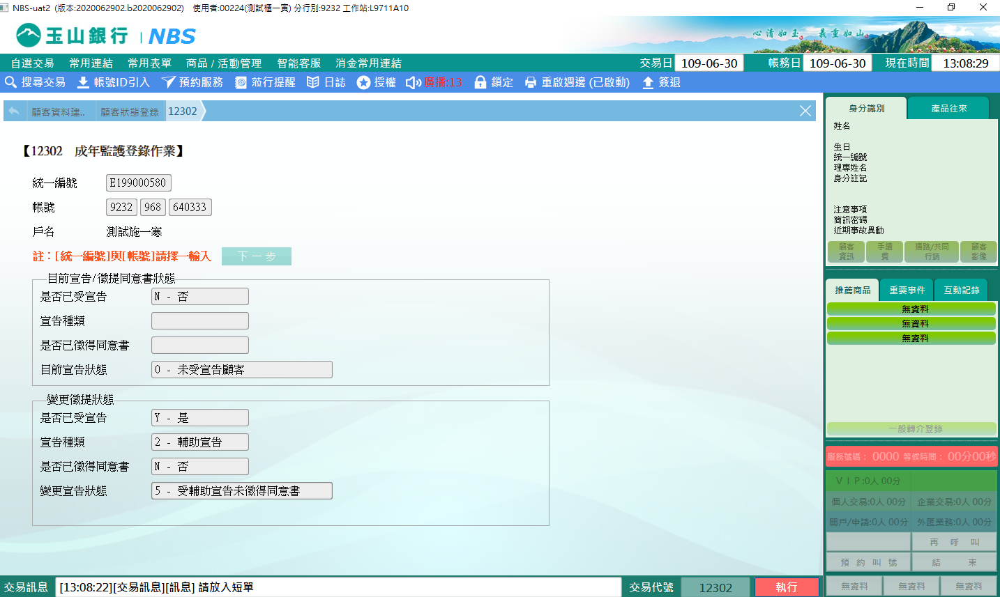 NBS-uat2 (版本:2020062902.b2020062902) 使用者:00224(測試櫃一寅) 分行別:9232 工作站:L9711A10
玉山銀行 NBS
心清如玉。義重如山。
自選交易 常用連結 常用表單 商品 / 活動管理 智能客服 消金常用連結 交易日 109-06-30 帳務日 109-06-30 現在時間 13:08:29
搜尋交易 帳號ID引入 預約服務 蒞行提醒 日誌 授權 廣播:13 鎖定 重啟週邊 (已啟動) 簽退
顧客資料建.. 顧客狀態登錄 12302
【12302 成年監護登錄作業】
統一編號 E199000580
帳號 9232 968 640333
戶名 測試施一寒
註：[統一編號]與[帳號]請擇一輸入 下一步
目前宣告/徵提同意書狀態
是否已受宣告 N - 否
宣告種類
是否已徵得同意書
目前宣告狀態 0 - 未受宣告顧客
變更徵提狀態
是否已受宣告 Y - 是
宣告種類 2 - 輔助宣告
是否已徵得同意書 N - 否
變更宣告狀態 5 - 受輔助宣告未徵得同意書
身分識別 產品往來
姓名
生日
統一編號
理專姓名
身分註記
注意事項
簡訊密碼
近期事故異動
顧客資訊 手續費 通路/共同行銷 顧客影像
推薦商品 重要事件 互動記錄
無資料
無資料
無資料
一般轉介登錄
服務號碼： 0000 等候時間： 00分00秒
ＶＩＰ:0人 00分
個人交易:0人 00分 企業交易:0人 00分
開戶/申請:0人 00分 外匯業務:0人 00分
再 呼 叫
預 約 叫 號 結 束
無資料 無資料 無資料
交易訊息 [13:08:22][交易訊息][訊息] 請放入短單 交易代號 12302 執行